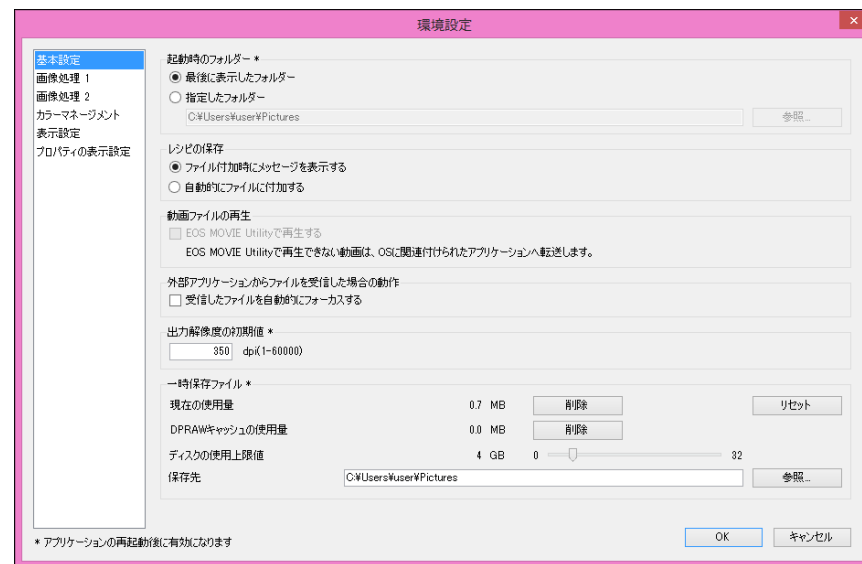 環境設定
基本設定
画像処理 1
画像処理 2
カラーマネージメント
表示設定
プロパティの表示設定
起動時のフォルダー *
最後に表示したフォルダー
指定したフォルダー
C:¥Users¥user¥Pictures 参照...
レシピの保存
ファイル付加時にメッセージを表示する
自動的にファイルに付加する
動画ファイルの再生
EOS MOVIE Utilityで再生する
EOS MOVIE Utilityで再生できない動画は、OSに関連付けられたアプリケーションへ転送します。
外部アプリケーションからファイルを受信した場合の動作
受信したファイルを自動的にフォーカスする
出力解像度の初期値 *
350 dpi(1-60000)
一時保存ファイル *
現在の使用量 0.7 MB 削除 リセット
DPRAWキャッシュの使用量 0.0 MB 削除
ディスクの使用上限値 4 GB 0 32
保存先 C:¥Users¥user¥Pictures 参照...
* アプリケーションの再起動後に有効になります
OK キャンセル